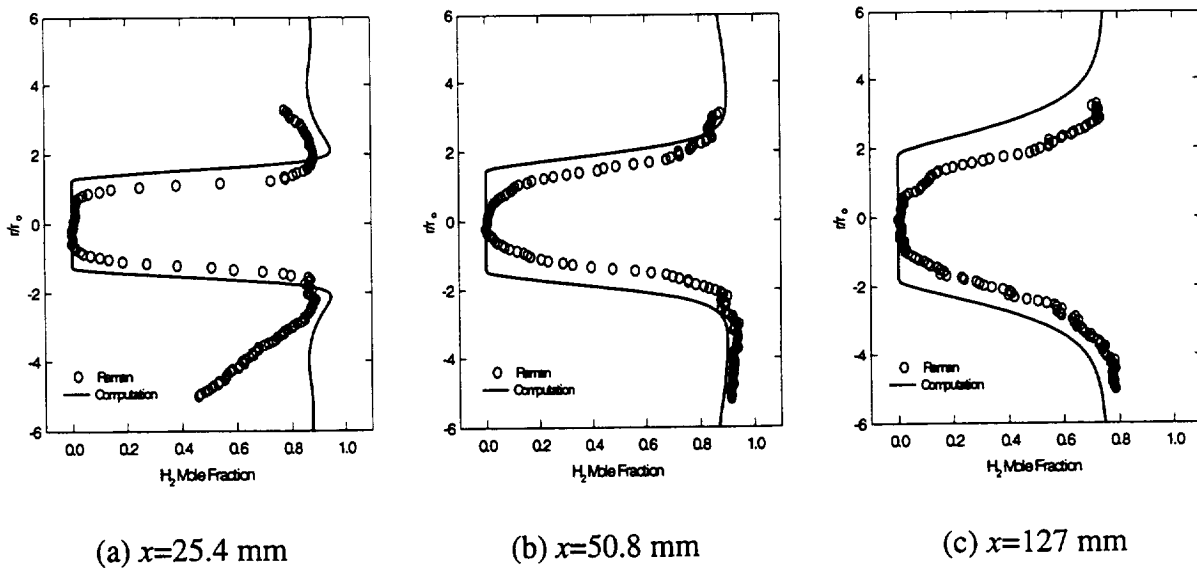 6
4
2
0
-2
-4
-6
r/r₀
Raman
Computation
0.0 0.2 0.4 0.6 0.8 1.0
H₂ Mole Fraction
(a) x=25.4 mm
6
4
2
0
-2
-4
-6
r/r₀
Raman
Computation
0.0 0.2 0.4 0.6 0.8 1.0
H₂ Mole Fraction
(b) x=50.8 mm
6
4
2
0
-2
-4
-6
r/r₀
Raman
Computation
0.0 0.2 0.4 0.6 0.8 1.0
H₂ Mole Fraction
(c) x=127 mm